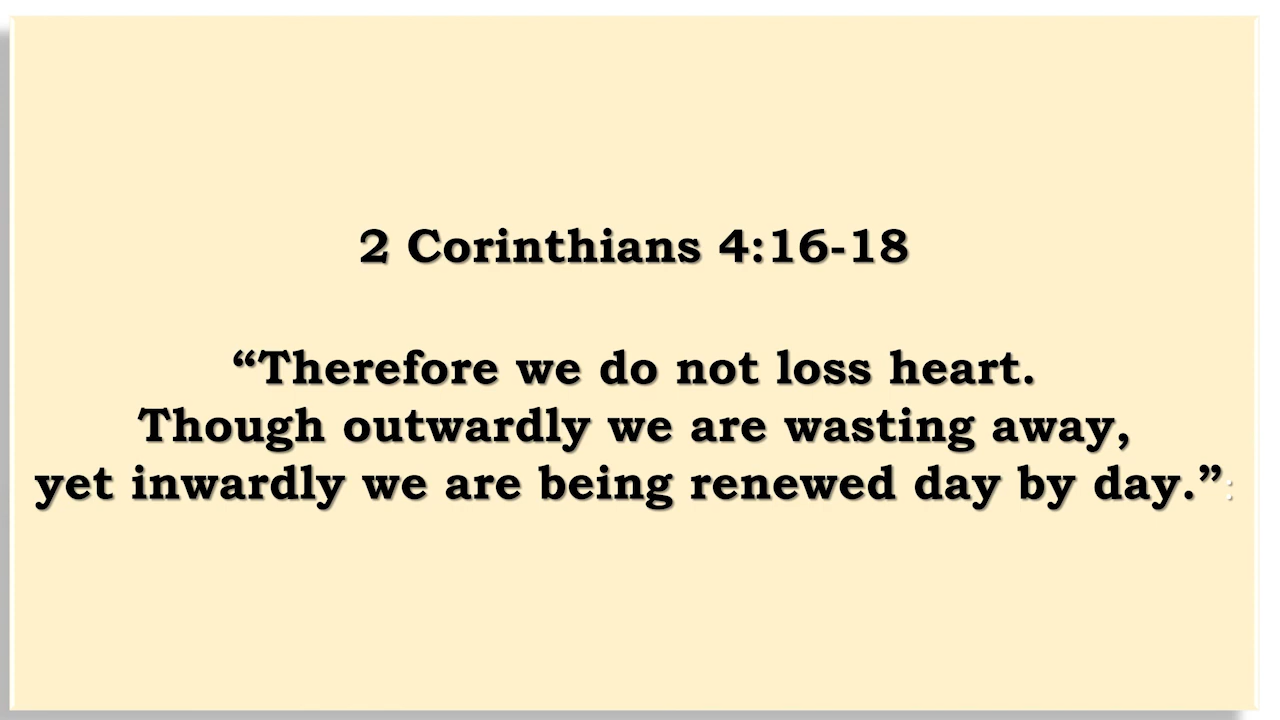 2 Corinthians 4:16-18
“Therefore we do not loss heart.
Though outwardly we are wasting away,
yet inwardly we are being renewed day by day.”: